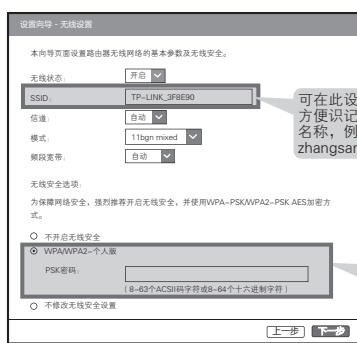 设置向导 - 无线设置
本向导页面设置路由器无线网络的基本参数及无线安全。
无线状态： 开启
SSID： TP-LINK_3F8E90
信道： 自动
模式： 11bgn mixed
频段宽带： 自动
可在此设
方便识记
名称，例
zhangsan
无线安全选项：
为保障网络安全，强烈推荐开启无线安全，并使用WPA-PSK/WPA2-PSK AES加密方
式。
不开启无线安全
WPA/WPA2-个人版
PSK密码：
（8-63个ACSII码字符或8-64个十六进制字符）
不修改无线安全设置
上一步 下一步